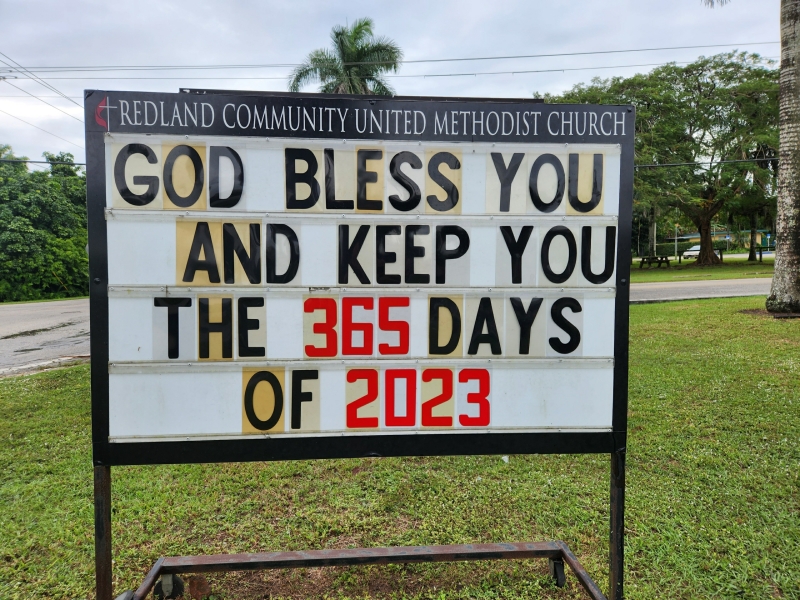 REDLAND COMMUNITY UNITED METHODIST CHURCH
GOD BLESS YOU
AND KEEP YOU
THE 365 DAYS
OF 2023